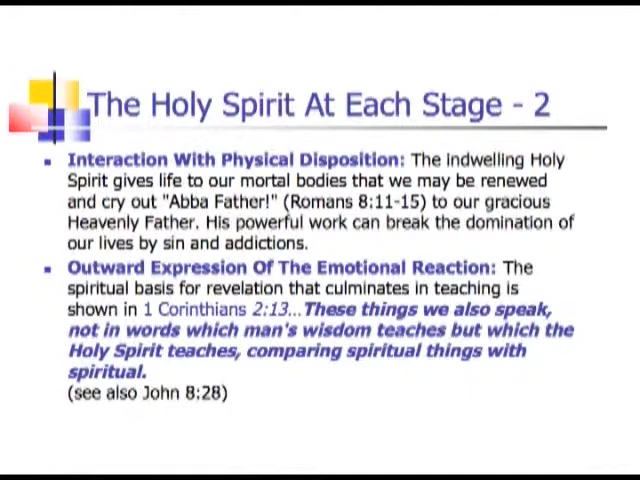 The Holy Spirit At Each Stage - 2
Interaction With Physical Disposition: The indwelling Holy
Spirit gives life to our mortal bodies that we may be renewed
and cry out "Abba Father!" (Romans 8:11-15) to our gracious
Heavenly Father. His powerful work can break the domination of
our lives by sin and addictions.
Outward Expression Of The Emotional Reaction: The
spiritual basis for revelation that culminates in teaching is
shown in 1 Corinthians 2:13...These things we also speak,
not in words which man's wisdom teaches but which the
Holy Spirit teaches, comparing spiritual things with
spiritual.
(see also John 8:28)